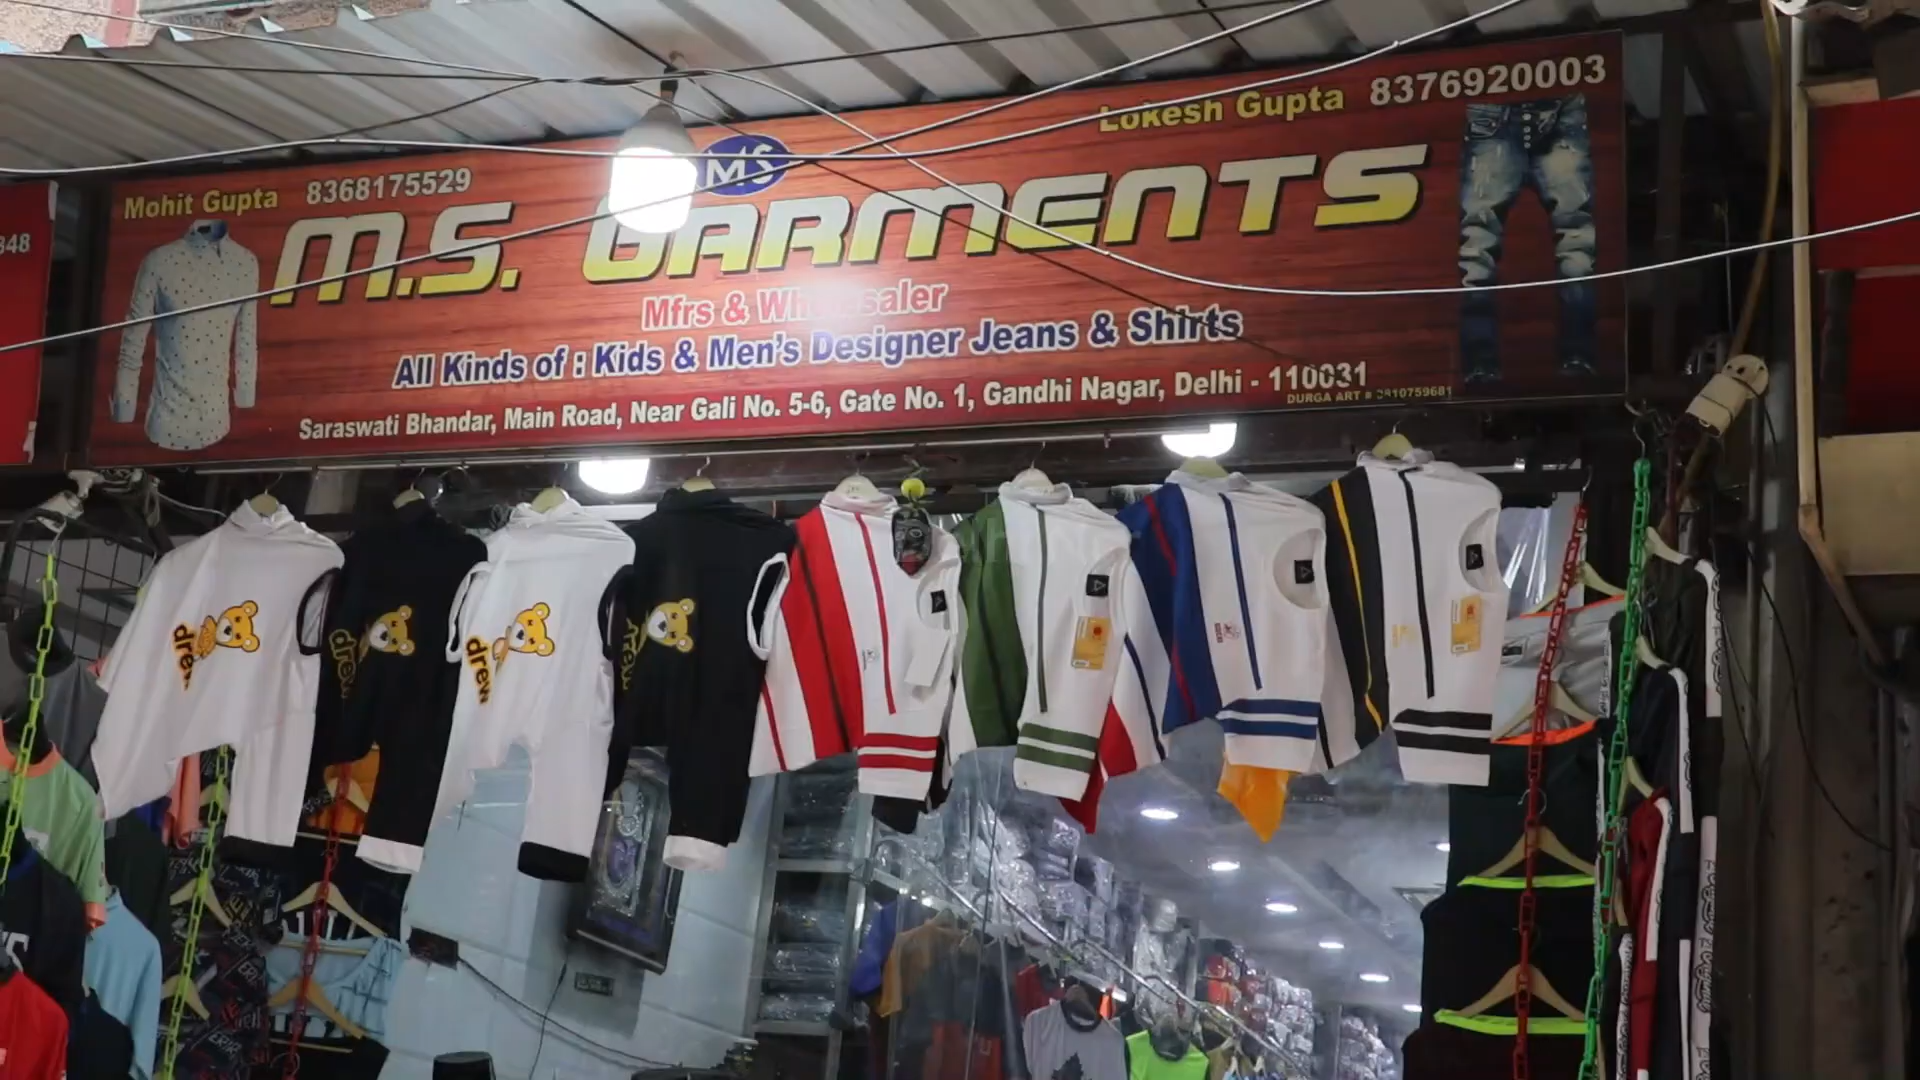 Lokesh Gupta 8376920003
Mohit Gupta 8368175529
MS
M.S. GARMENTS
Mfrs & Wholesaler
All Kinds of : Kids & Men's Designer Jeans & Shirts
Saraswati Bhandar, Main Road, Near Gali No. 5-6, Gate No. 1, Gandhi Nagar, Delhi - 110031
DURGA ART
348
drew
drew
drew
drew